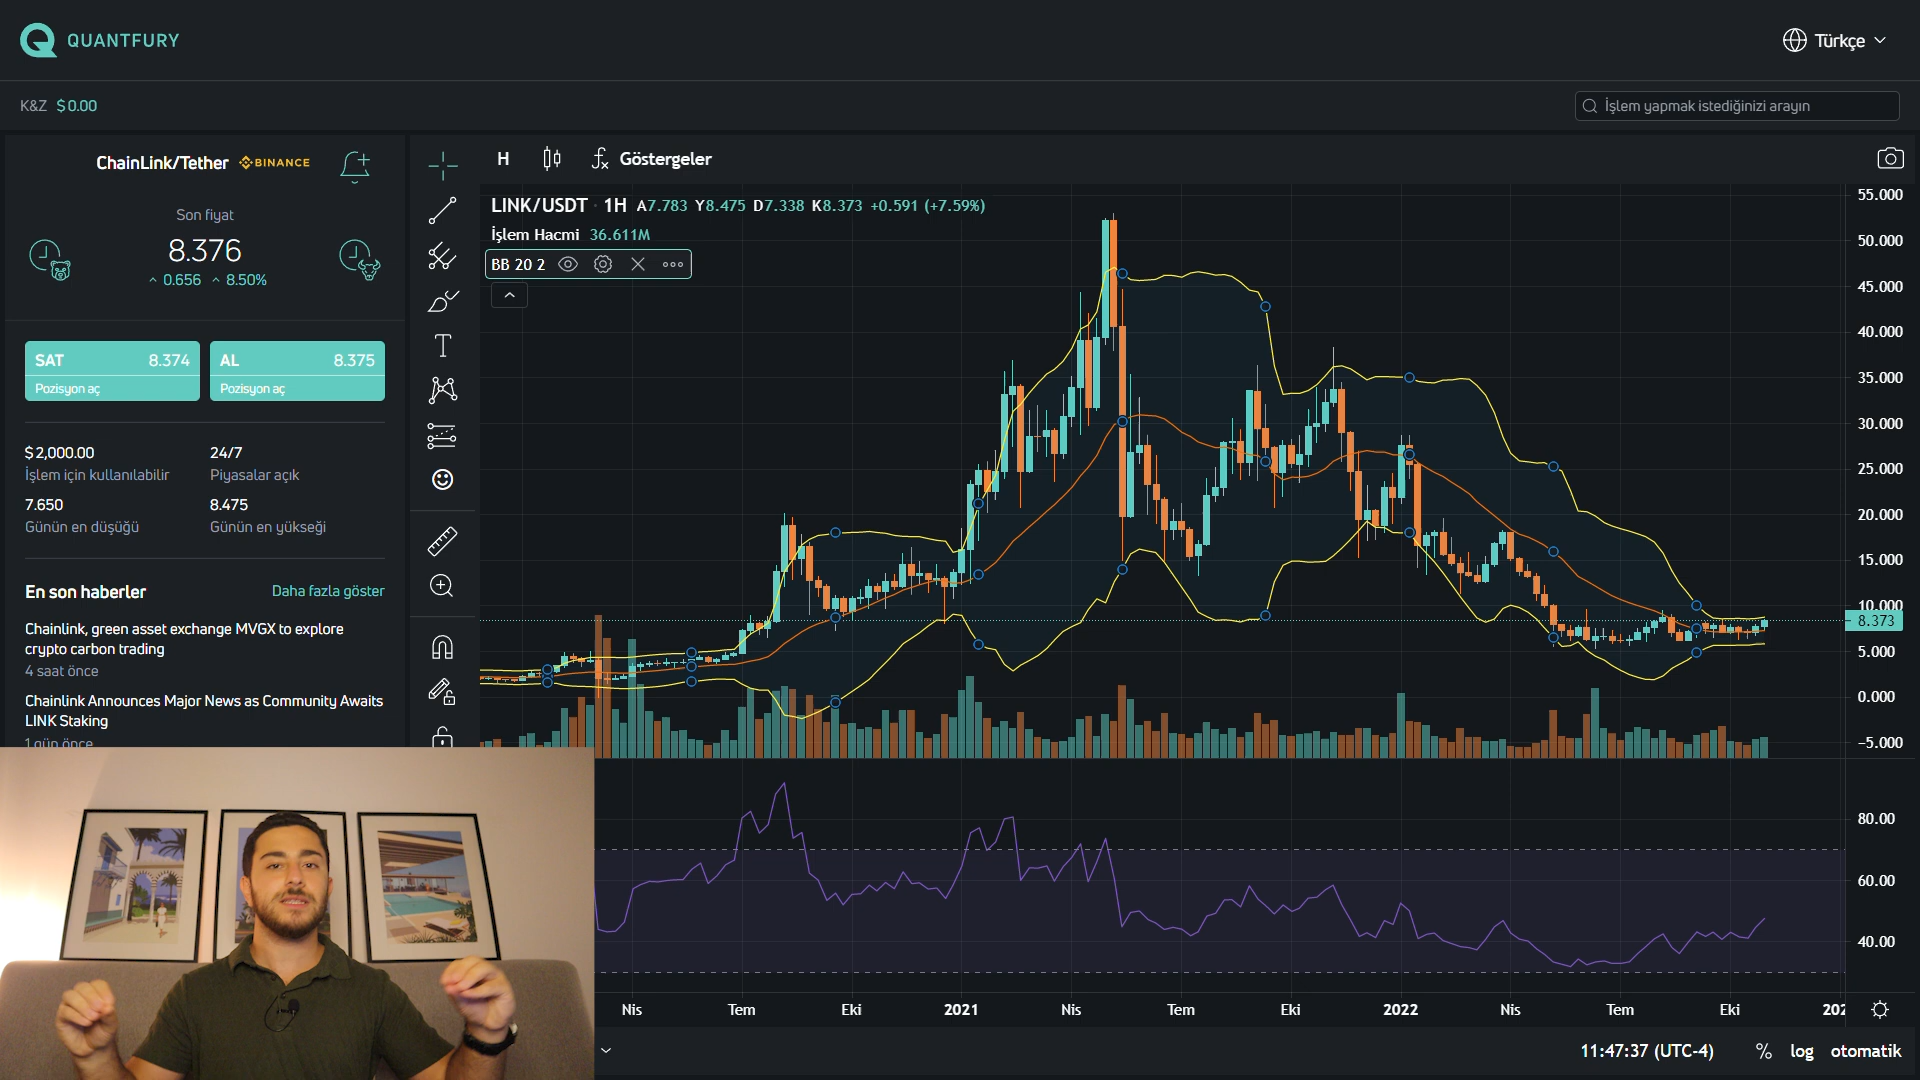 QUANTFURY
Türkçe
K&Z $0.00
İşlem yapmak istediğinizi arayın
ChainLink/Tether BINANCE
Son fiyat
8.376
0.656 8.50%
SAT 8.374
Pozisyon aç
AL 8.375
Pozisyon aç
$2,000.00
İşlem için kullanılabilir
24/7
Piyasalar açık
7.650
Günün en düşüğü
8.475
Günün en yükseği
En son haberler
Daha fazla göster
Chainlink, green asset exchange MVGX to explore
crypto carbon trading
4 saat önce
Chainlink Announces Major News as Community Awaits
LINK Staking
1 gün önce
H Göstergeler
LINK/USDT · 1H A7.783 Y8.475 D7.338 K8.373 +0.591 (+7.59%)
İşlem Hacmi 36.611M
BB 20 2
55.000
50.000
45.000
40.000
35.000
30.000
25.000
20.000
15.000
10.000
8.373
5.000
0.000
−5.000
80.00
60.00
40.00
Nis Tem Eki 2021 Nis Tem Eki 2022 Nis Tem Eki 202
11:47:37 (UTC-4) % log otomatik